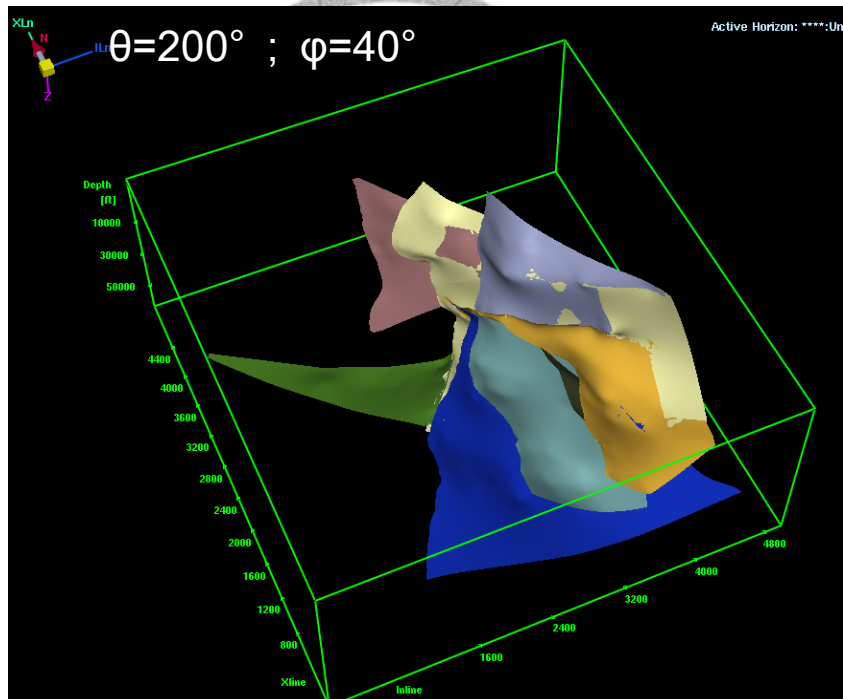 XLn
N
ILn
Z
θ=200° ; φ=40°
Active Horizon: ****:Un
Depth
[ft]
10000
30000
50000
4400
4000
3600
3200
2800
2400
2000
1600
1200
800
Xline
Inline
1600
2400
3200
4000
4800